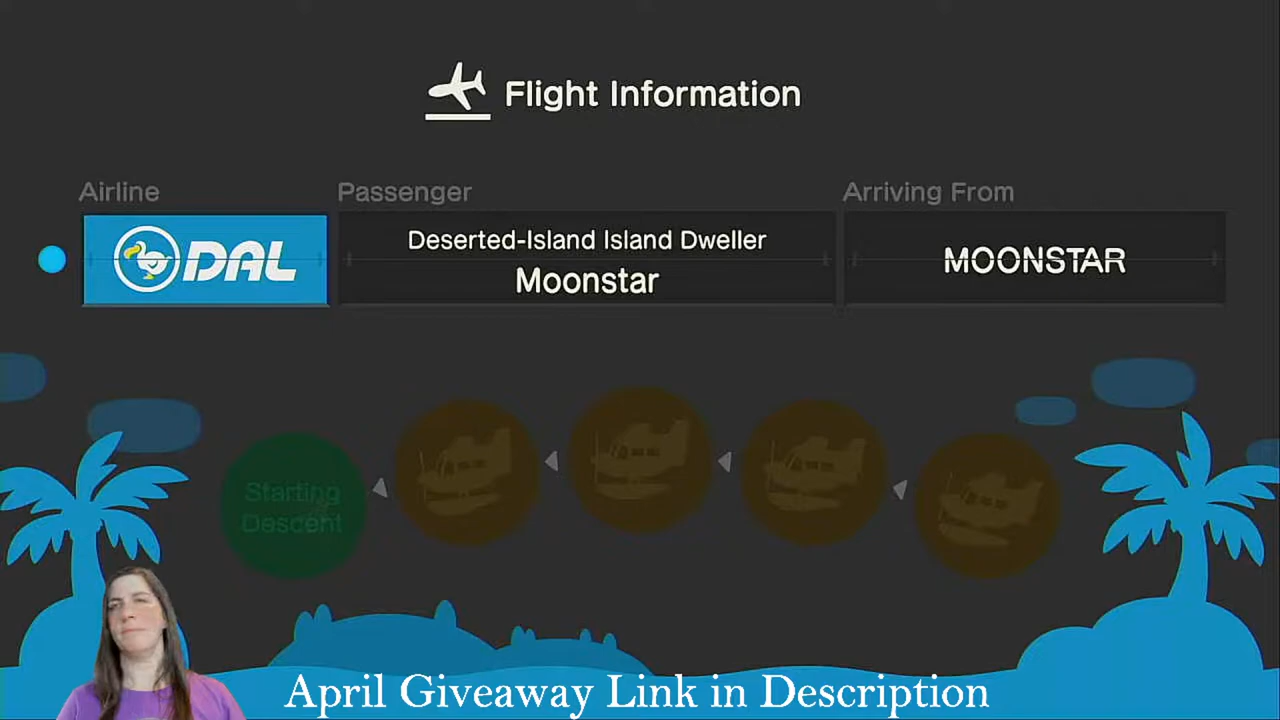 Flight Information
Airline
Passenger
Arriving From
DAL
Deserted-Island Island Dweller
Moonstar
MOONSTAR
Starting
Descent
April Giveaway Link in Description